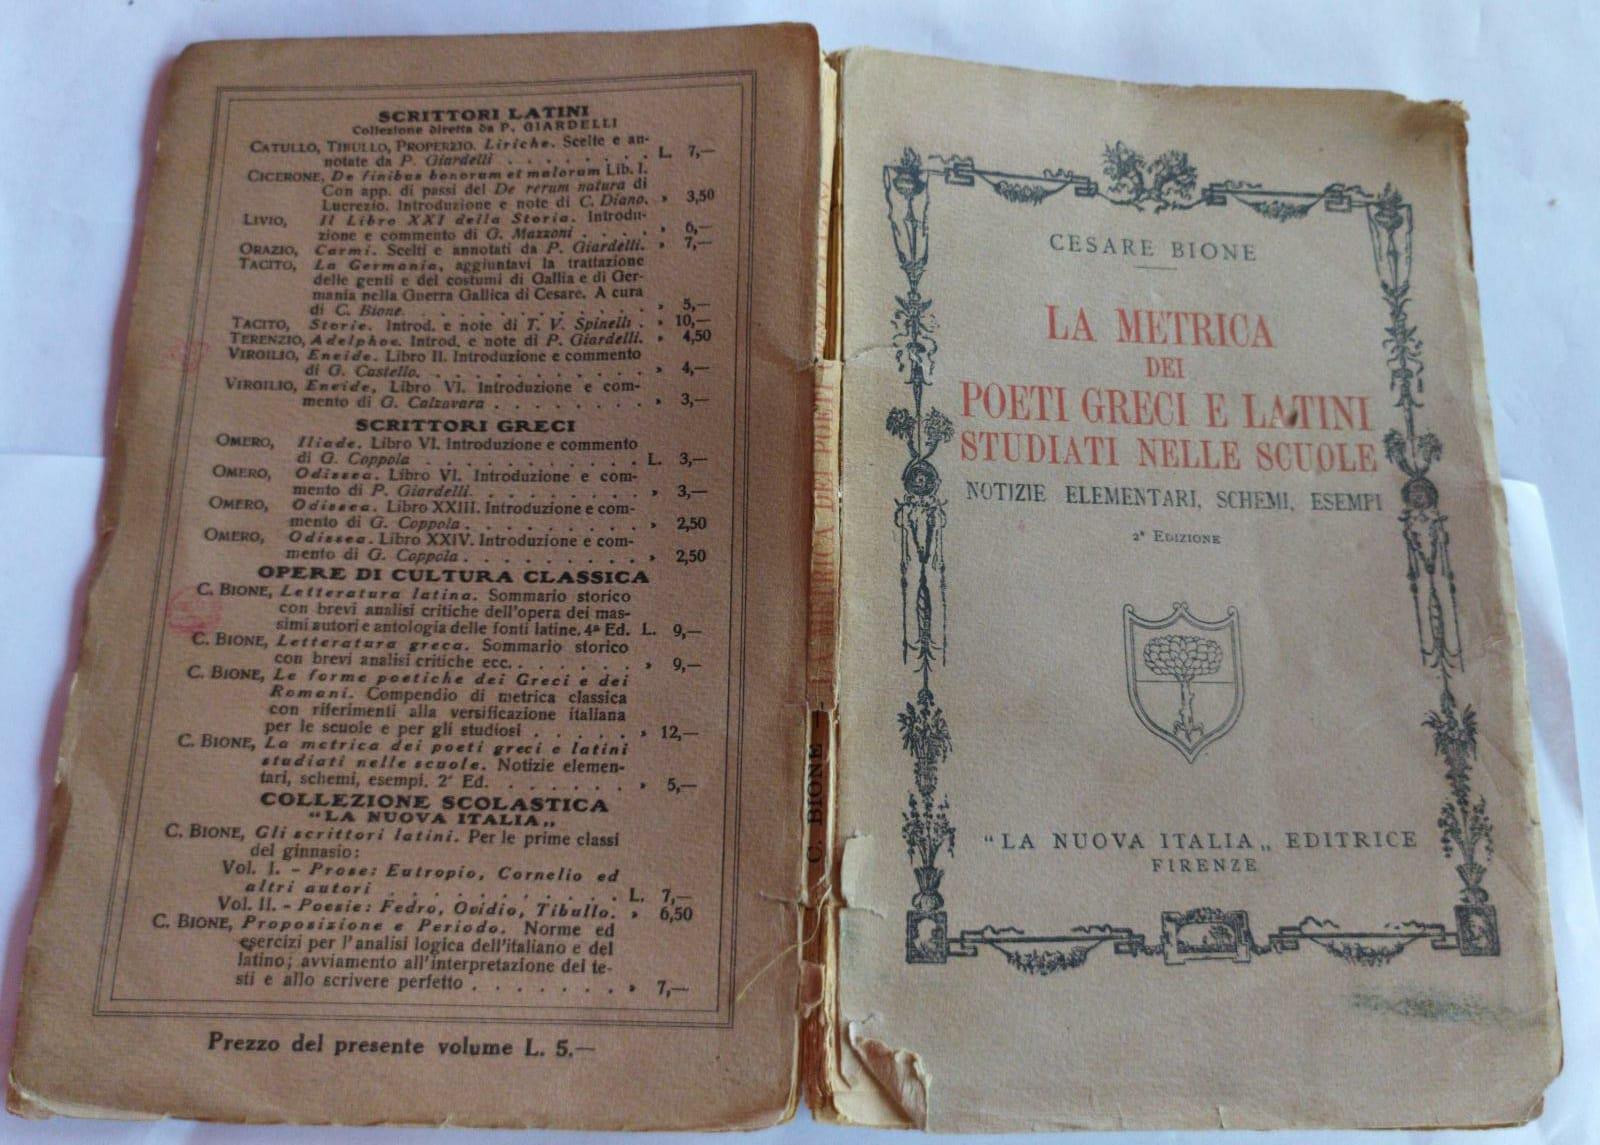 SCRITTORI LATINI
Collezione diretta da P. GIARDELLI
CATULLO, TIBULLO, PROPERZIO. Liriche. Scelte e an-
notate da P. Giardelli . . . . . . . . L. 7,—
CICERONE, De finibus bonorum et malorum Lib. I.
Con app. di passi del De rerum natura di
Lucrezio. Introduzione e note di C. Diano. » 3,50
LIVIO, Il Libro XXI della Storia. Introdu-
zione e commento di G. Mazzoni . . . . . » 6,—
ORAZIO, Carmi. Scelti e annotati da P. Giardelli. » 7,—
TACITO, La Germania, aggiuntavi la trattazione
delle genti e dei costumi di Gallia e di Ger-
mania nella Guerra Gallica di Cesare. A cura
di C. Bione. . . . . . . . . . . . » 5,—
TACITO, Storie. Introd. e note di T. V. Spinelli . » 10,—
TERENZIO, Adelphoe. Introd. e note di P. Giardelli. » 4,50
VIRGILIO, Eneide. Libro II. Introduzione e commento
di G. Castello. . . . . . . . . . . » 4,—
VIRGILIO, Eneide, Libro VI. Introduzione e com-
mento di G. Calzavara . . . . . . . . » 3,—
SCRITTORI GRECI
OMERO, Iliade. Libro VI. Introduzione e commento
di G. Coppola . . . . . . . . . . . L. 3,—
OMERO, Odissea. Libro VI. Introduzione e com-
mento di P. Giardelli. . . . . . . . . » 3,—
OMERO, Odissea. Libro XXIII. Introduzione e com-
mento di G. Coppola . . . . . . . . . » 2,50
OMERO, Odissea. Libro XXIV. Introduzione e com-
mento di G. Coppola . . . . . . . . . » 2,50
OPERE DI CULTURA CLASSICA
C. BIONE, Letteratura latina. Sommario storico
con brevi analisi critiche dell'opera dei mas-
simi autori e antologia delle fonti latine. 4ª Ed. L. 9,—
C. BIONE, Letteratura greca. Sommario storico
con brevi analisi critiche ecc. . . . . . . » 9,—
C. BIONE, Le forme poetiche dei Greci e dei
Romani. Compendio di metrica classica
con riferimenti alla versificazione italiana
per le scuole e per gli studiosi . . . . . » 12,—
C. BIONE, La metrica dei poeti greci e latini
studiati nelle scuole. Notizie elemen-
tari, schemi, esempi. 2ª Ed. . . . . . . » 5,—
COLLEZIONE SCOLASTICA
"LA NUOVA ITALIA„
C. BIONE, Gli scrittori latini. Per le prime classi
del ginnasio:
Vol. I. - Prose: Eutropio, Cornelio ed
altri autori . . . . . . . . . . . L. 7,—
Vol. II. - Poesie: Fedro, Ovidio, Tibullo. » 6,50
C. BIONE, Proposizione e Periodo. Norme ed
esercizi per l'analisi logica dell'italiano e del
latino; avviamento all'interpretazione dei te-
sti e allo scrivere perfetto . . . . . . . » 7,—
Prezzo del presente volume L. 5.—
C. BIONE — LA METRICA DEI POETI
CESARE BIONE
LA METRICA
DEI
POETI GRECI E LATINI
STUDIATI NELLE SCUOLE
NOTIZIE ELEMENTARI, SCHEMI, ESEMPI
2ª EDIZIONE
"LA NUOVA ITALIA„ EDITRICE
FIRENZE